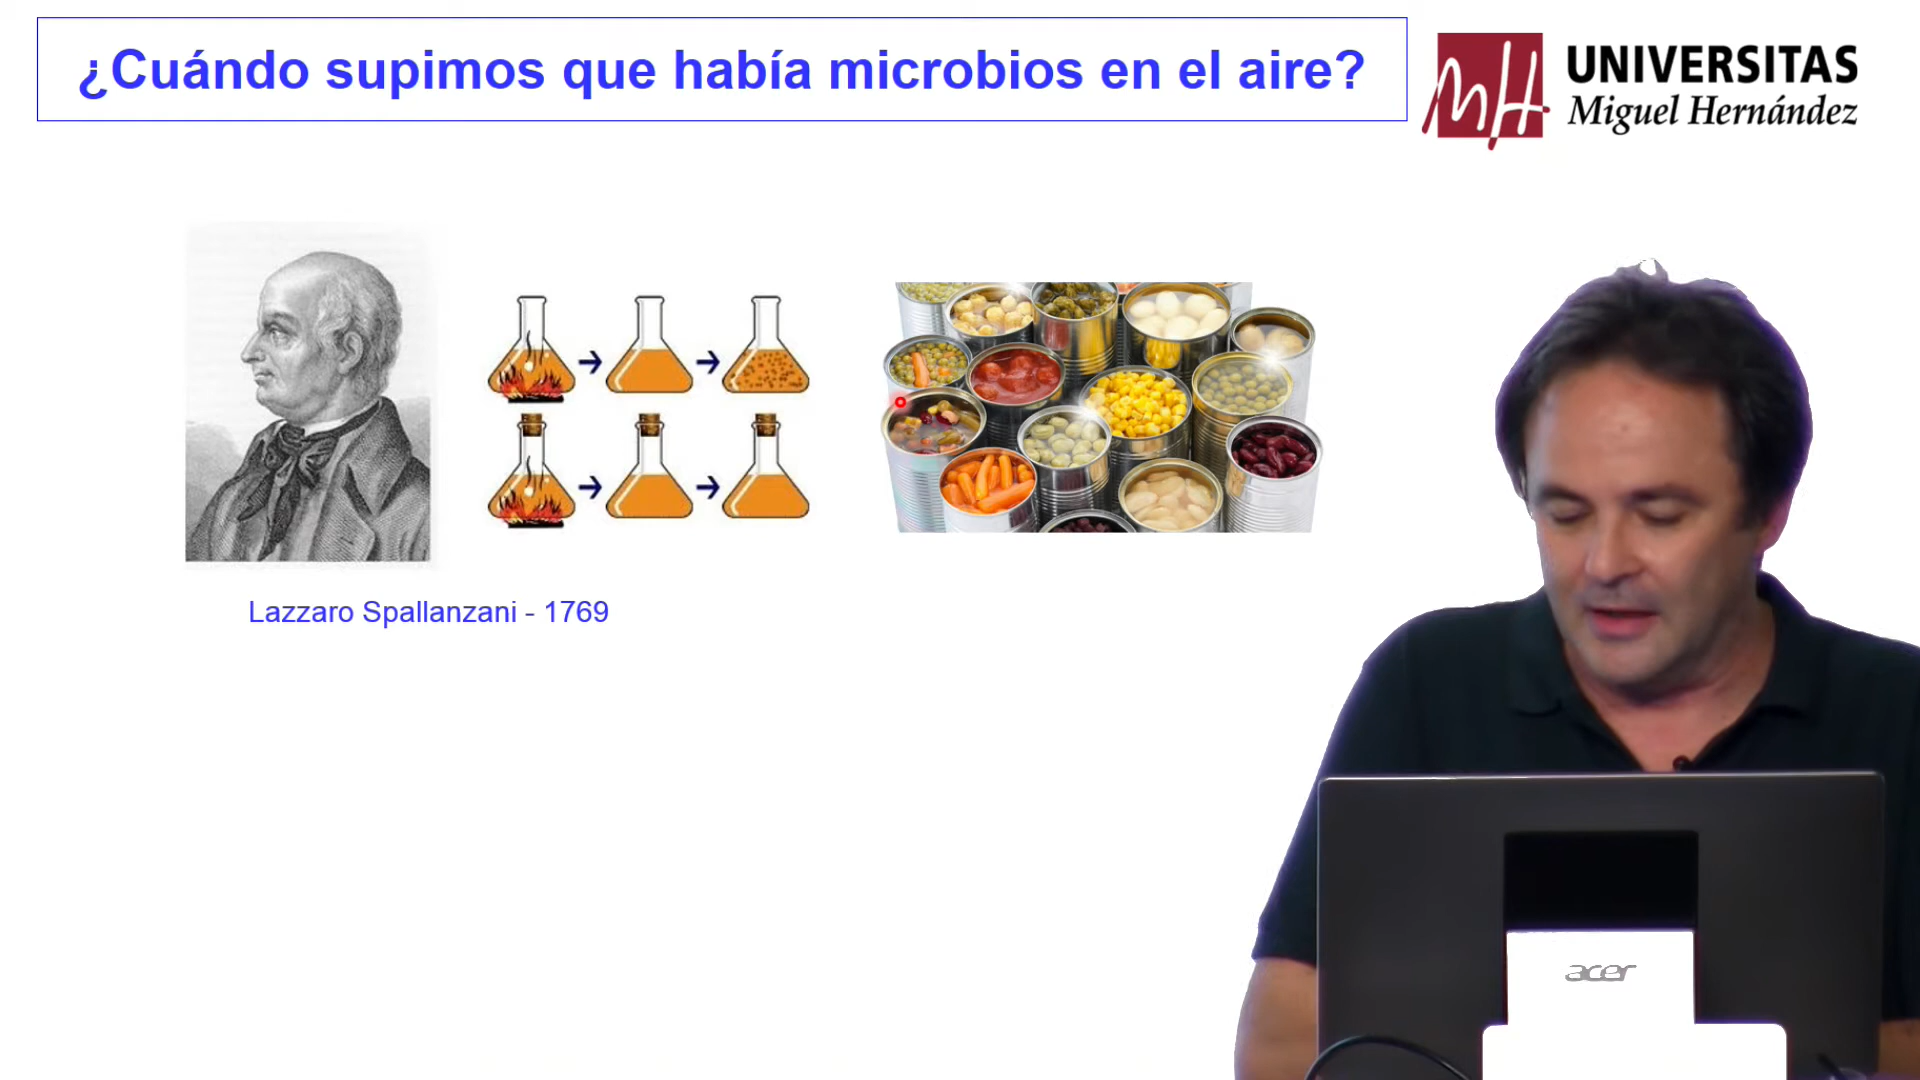 ¿Cuándo supimos que había microbios en el aire?
UNIVERSITAS
Miguel Hernández
Lazzaro Spallanzani - 1769
acer